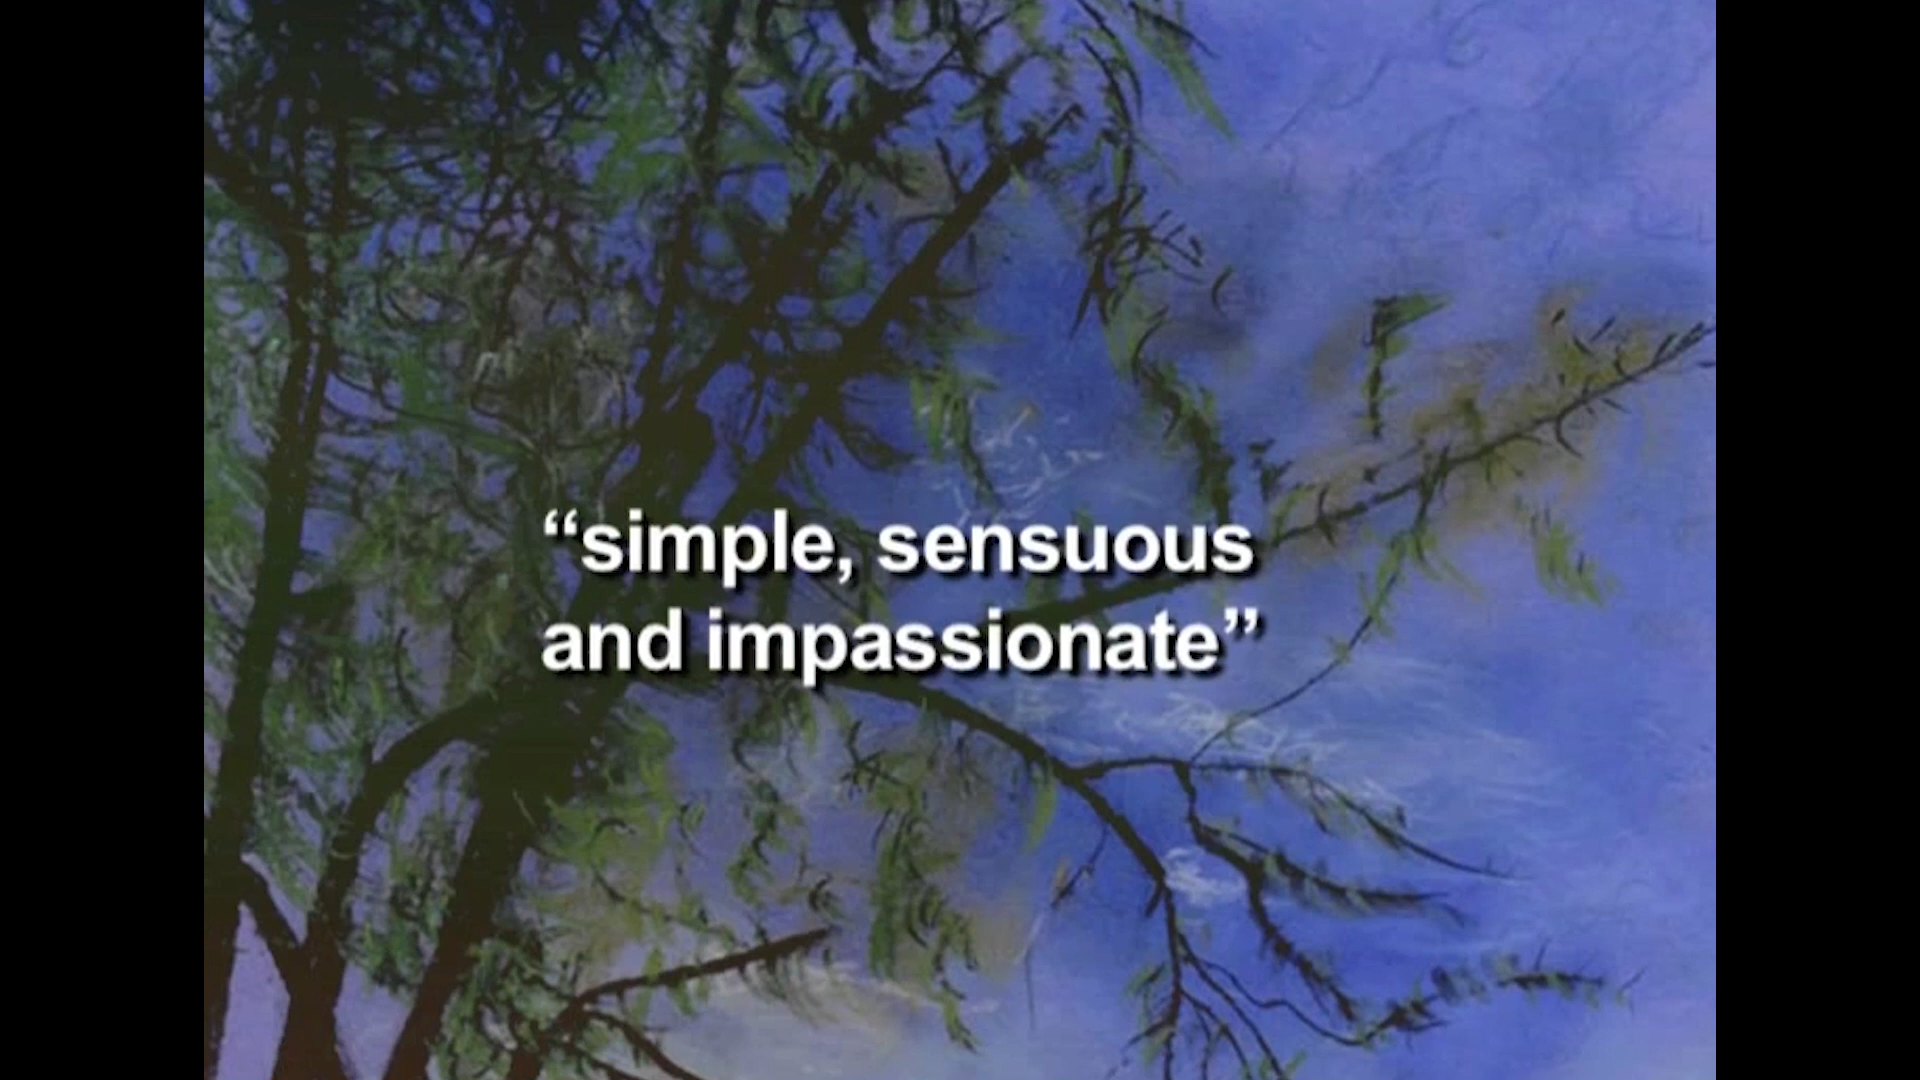 “simple, sensuous
and impassionate”